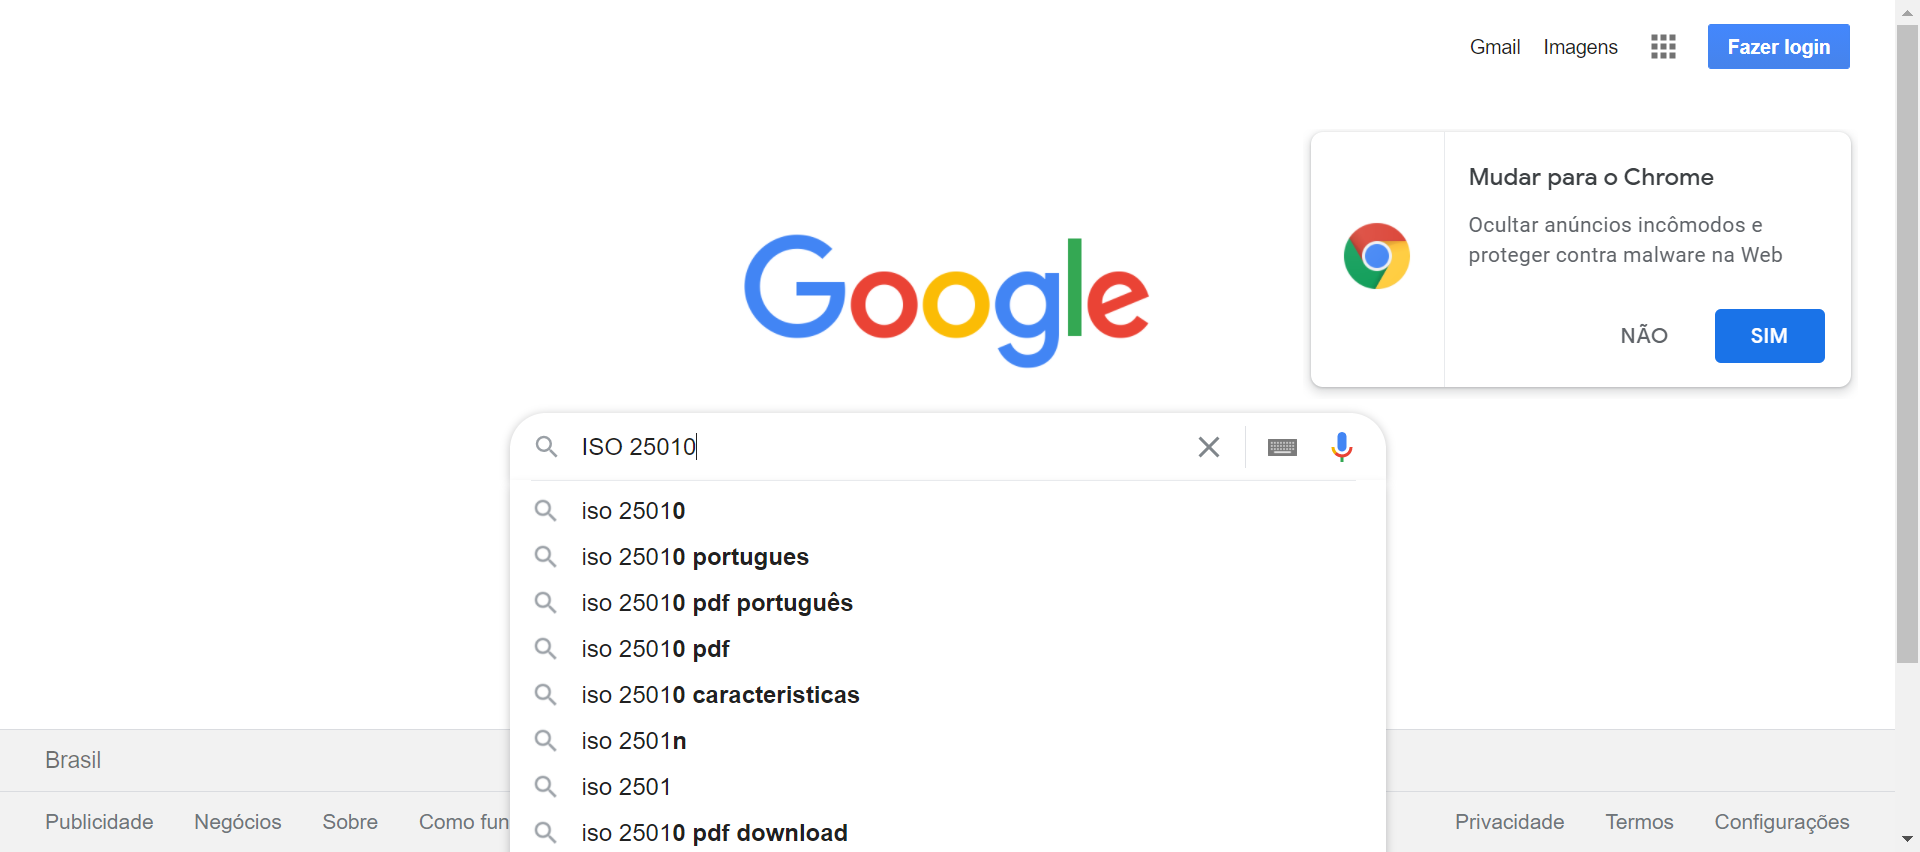 Gmail Imagens Fazer login
Mudar para o Chrome
Ocultar anúncios incômodos e
proteger contra malware na Web
NÃO SIM
Google
ISO 25010
iso 25010
iso 25010 portugues
iso 25010 pdf português
iso 25010 pdf
iso 25010 caracteristicas
iso 2501n
iso 2501
iso 25010 pdf download
Brasil
Publicidade Negócios Sobre Como fun
Privacidade Termos Configurações